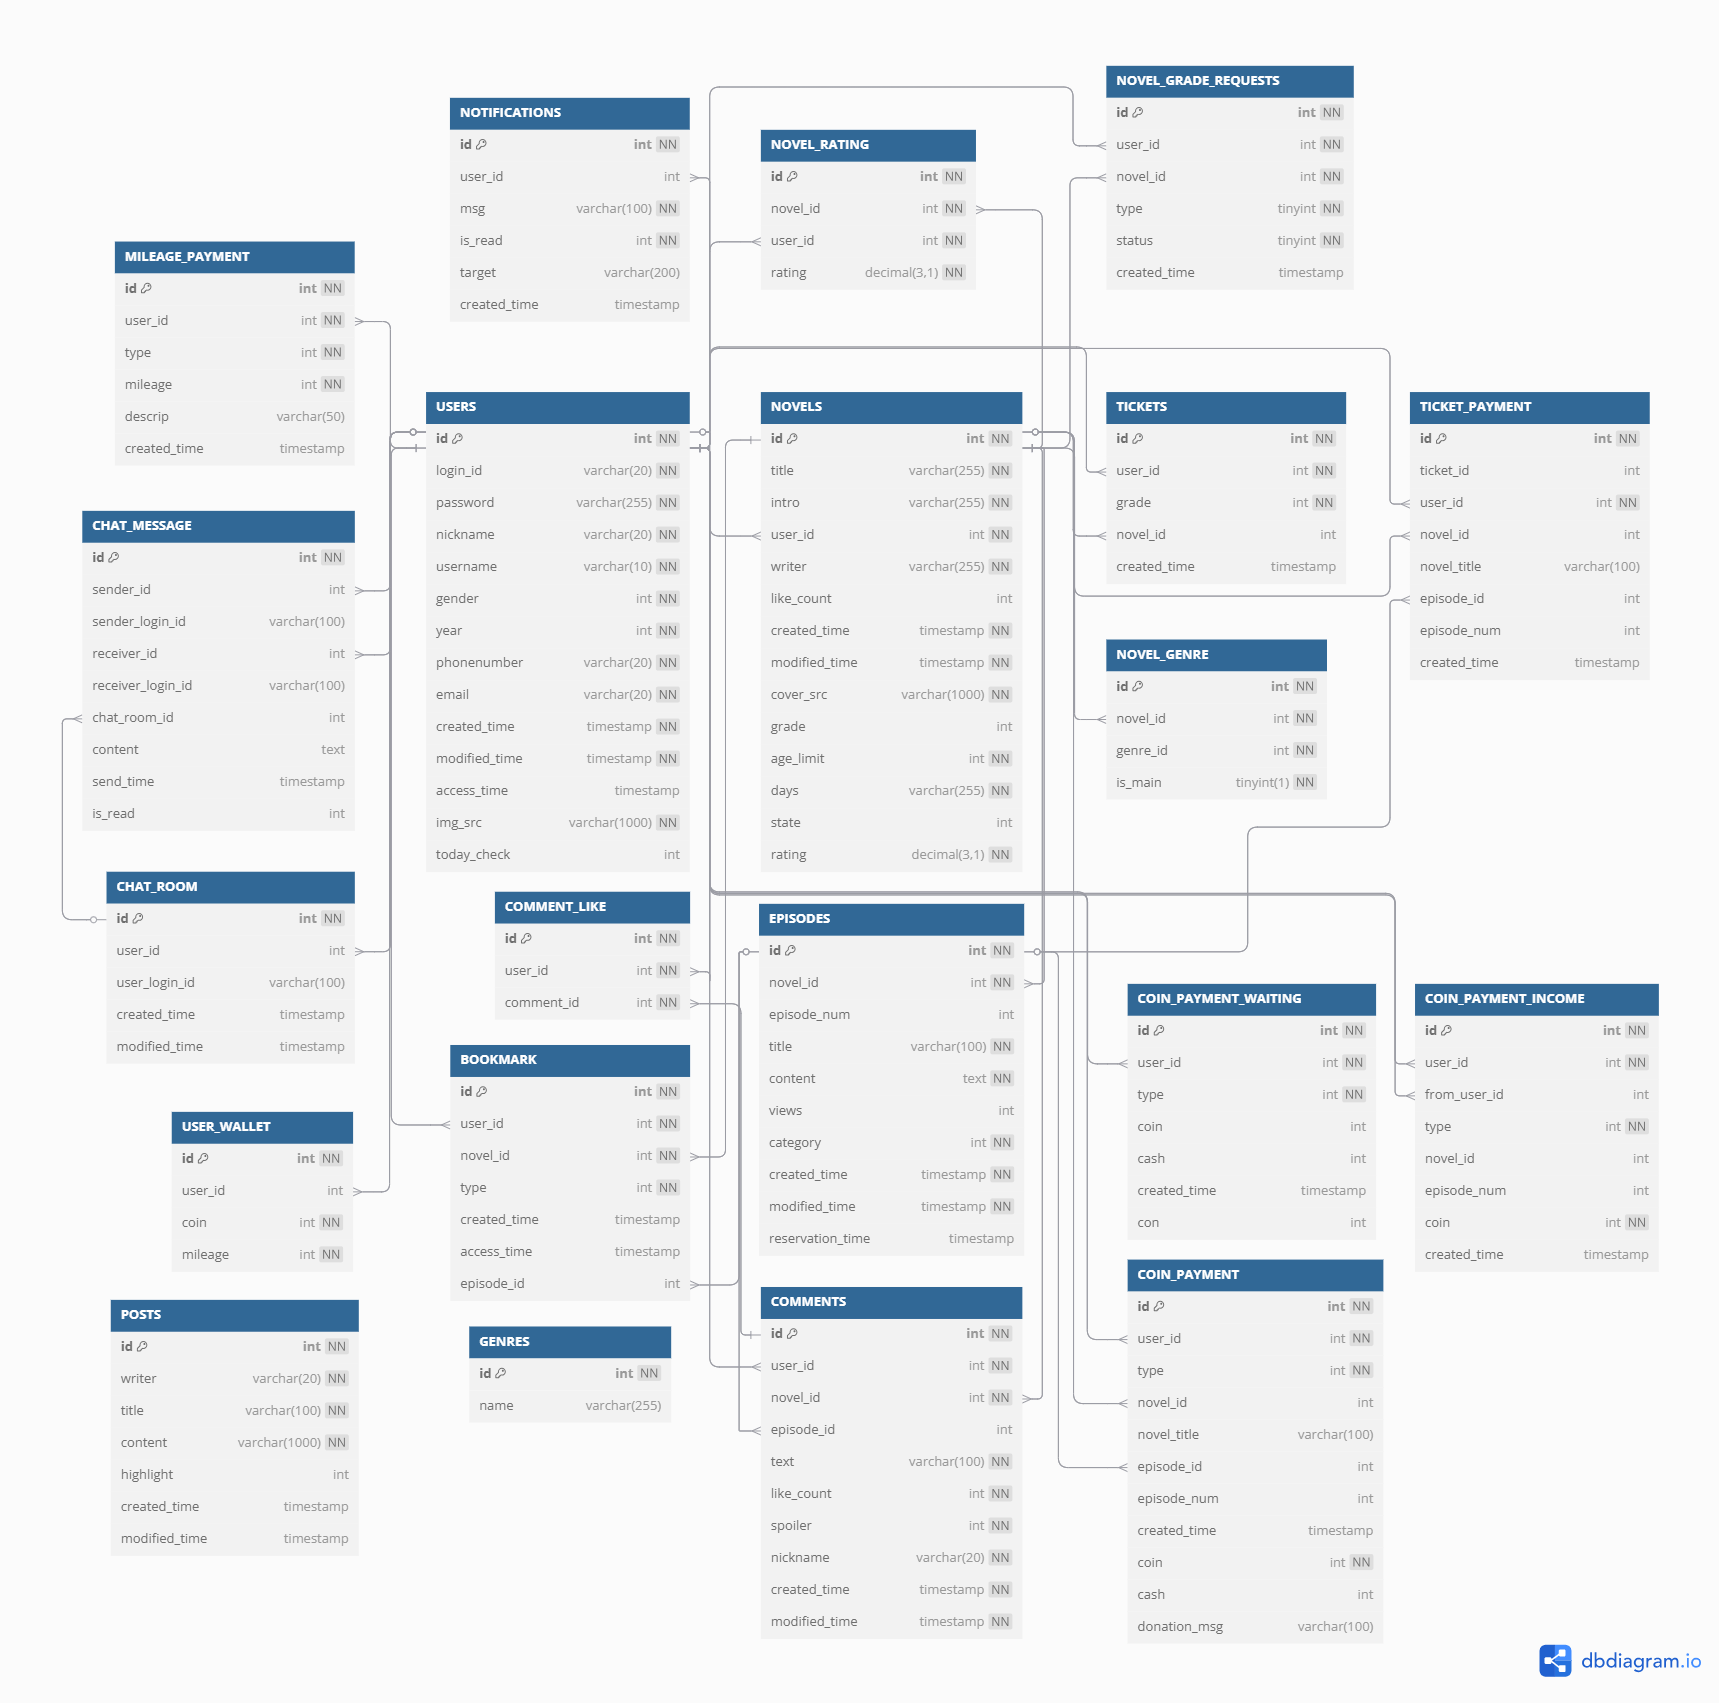 NOVEL_GRADE_REQUESTS
id int NN
user_id int NN
novel_id int NN
type tinyint NN
status tinyint NN
created_time timestamp
NOTIFICATIONS
id int NN
user_id int
msg varchar(100) NN
is_read int NN
target varchar(200)
created_time timestamp
NOVEL_RATING
id int NN
novel_id int NN
user_id int NN
rating decimal(3,1) NN
MILEAGE_PAYMENT
id int NN
user_id int NN
type int NN
mileage int NN
descrip varchar(50)
created_time timestamp
USERS
id int NN
login_id varchar(20) NN
password varchar(255) NN
nickname varchar(20) NN
username varchar(10) NN
gender int NN
year int NN
phonenumber varchar(20) NN
email varchar(20) NN
created_time timestamp NN
modified_time timestamp NN
access_time timestamp
img_src varchar(1000) NN
today_check int
NOVELS
id int NN
title varchar(255) NN
intro varchar(255) NN
user_id int NN
writer varchar(255) NN
like_count int
created_time timestamp NN
modified_time timestamp NN
cover_src varchar(1000) NN
grade int
age_limit int NN
days varchar(255) NN
state int
rating decimal(3,1) NN
TICKETS
id int NN
user_id int NN
grade int NN
novel_id int
created_time timestamp
TICKET_PAYMENT
id int NN
ticket_id int
user_id int NN
novel_id int
novel_title varchar(100)
episode_id int
episode_num int
created_time timestamp
CHAT_MESSAGE
id int NN
sender_id int
sender_login_id varchar(100)
receiver_id int
receiver_login_id varchar(100)
chat_room_id int
content text
send_time timestamp
is_read int
NOVEL_GENRE
id int NN
novel_id int NN
genre_id int NN
is_main tinyint(1) NN
CHAT_ROOM
id int NN
user_id int
user_login_id varchar(100)
created_time timestamp
modified_time timestamp
COMMENT_LIKE
id int NN
user_id int NN
comment_id int NN
EPISODES
id int NN
novel_id int NN
episode_num int
title varchar(100) NN
content text NN
views int
category int NN
created_time timestamp NN
modified_time timestamp NN
reservation_time timestamp
COIN_PAYMENT_WAITING
id int NN
user_id int NN
type int NN
coin int
cash int
created_time timestamp
con int
COIN_PAYMENT_INCOME
id int NN
user_id int NN
from_user_id int
type int NN
novel_id int
episode_num int
coin int NN
created_time timestamp
BOOKMARK
id int NN
user_id int NN
novel_id int NN
type int NN
created_time timestamp
access_time timestamp
episode_id int
USER_WALLET
id int NN
user_id int
coin int NN
mileage int NN
COIN_PAYMENT
id int NN
user_id int NN
type int NN
novel_id int
novel_title varchar(100)
episode_id int
episode_num int
created_time timestamp
coin int NN
cash int
donation_msg varchar(100)
COMMENTS
id int NN
user_id int NN
novel_id int NN
episode_id int
text varchar(100) NN
like_count int NN
spoiler int NN
nickname varchar(20) NN
created_time timestamp NN
modified_time timestamp NN
POSTS
id int NN
writer varchar(20) NN
title varchar(100) NN
content varchar(1000) NN
highlight int
created_time timestamp
modified_time timestamp
GENRES
id int NN
name varchar(255)
dbdiagram.io